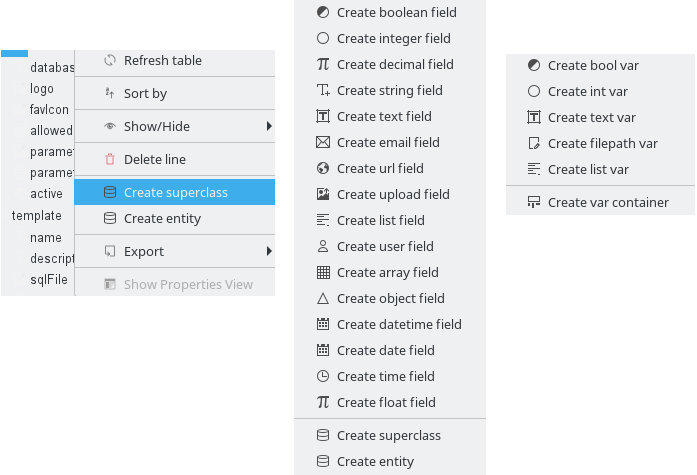 databas
logo
favIcon
allowed
paramet
paramet
active
template
name
descript
sqlFile
Refresh table
Sort by
Show/Hide
Delete line
Create superclass
Create entity
Export
Show Properties View
Create boolean field
Create integer field
Create decimal field
Create string field
Create text field
Create email field
Create url field
Create upload field
Create list field
Create user field
Create array field
Create object field
Create datetime field
Create date field
Create time field
Create float field
Create superclass
Create entity
Create bool var
Create int var
Create text var
Create filepath var
Create list var
Create var container